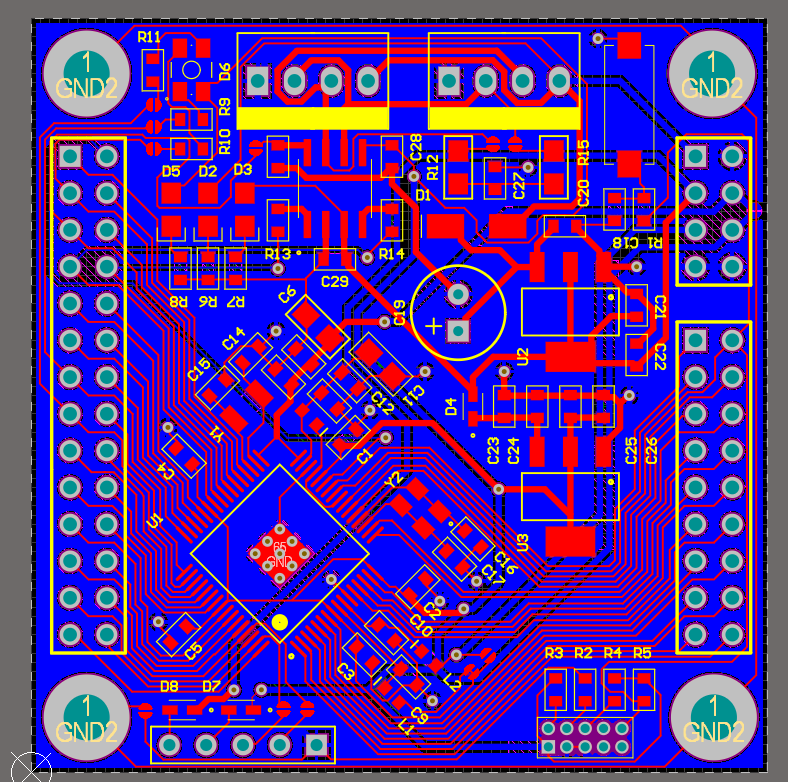 R11
1
GND2
D6
R9
R10
1
GND2
D5
D2
D3
C28
R12
C27
R15
D1
C20
C18
R1
R13
R14
C29
R8
R6
R7
C6
C19
+
C21
C14
C15
U2
C22
C11
C12
Y1
D4
C1
C4
C23
C24
C25
C26
Y2
U1
U3
65
GND
C16
C17
C2
C10
C5
C3
L2
C9
L1
R3
R2
R4
R5
D8
D7
1
GND2
1
GND2